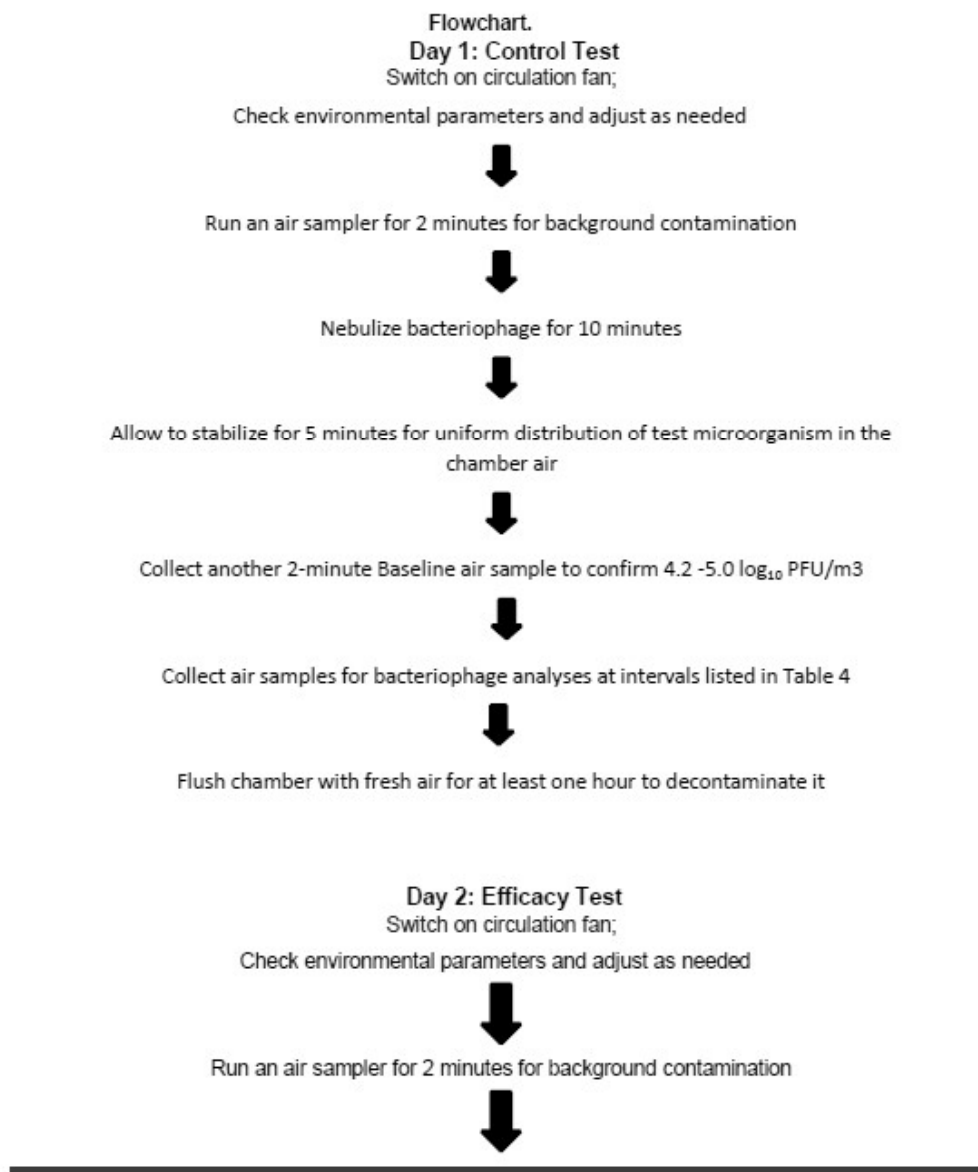 Flowchart.
Day 1: Control Test
Switch on circulation fan;
Check environmental parameters and adjust as needed
Run an air sampler for 2 minutes for background contamination
Nebulize bacteriophage for 10 minutes
Allow to stabilize for 5 minutes for uniform distribution of test microorganism in the
chamber air
Collect another 2-minute Baseline air sample to confirm 4.2 -5.0 log₁₀ PFU/m3
Collect air samples for bacteriophage analyses at intervals listed in Table 4
Flush chamber with fresh air for at least one hour to decontaminate it
Day 2: Efficacy Test
Switch on circulation fan;
Check environmental parameters and adjust as needed
Run an air sampler for 2 minutes for background contamination